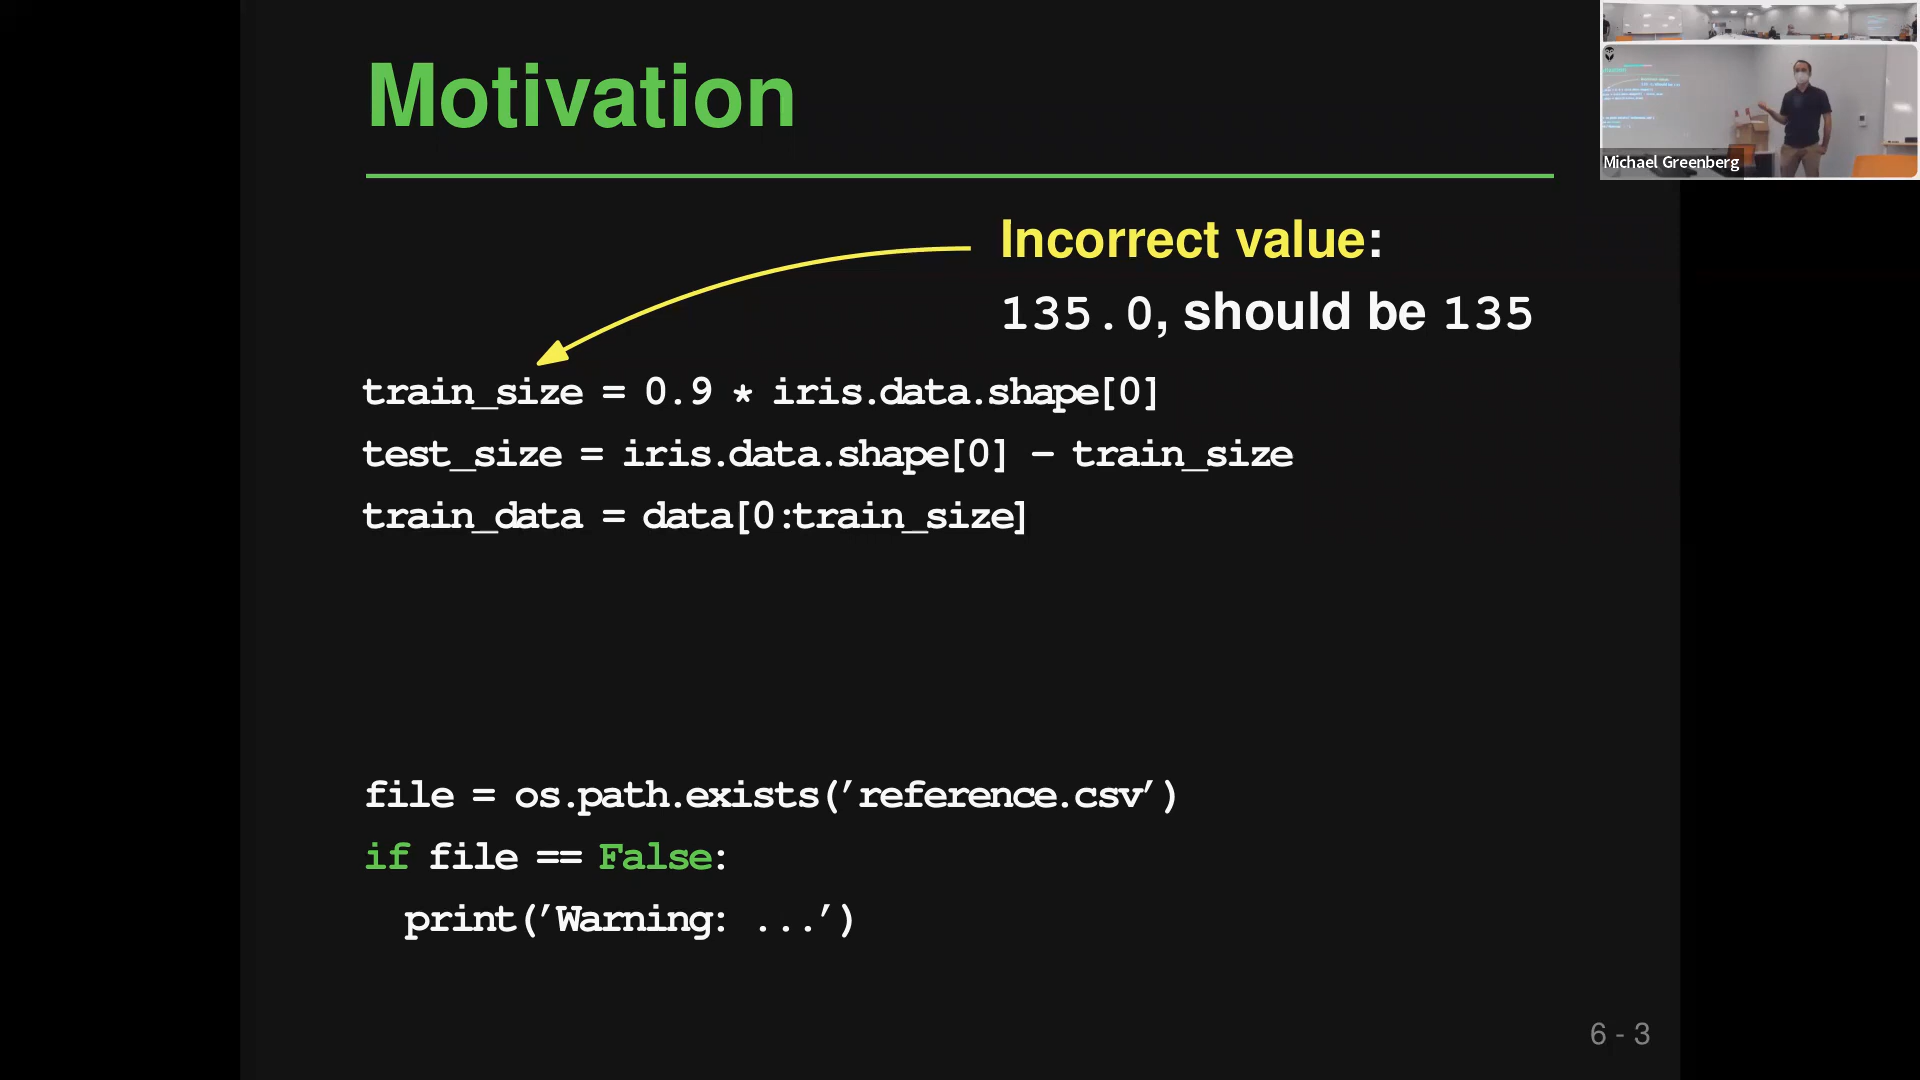 Motivation
Michael Greenberg
Incorrect value:
135.0, should be 135
train_size = 0.9 * iris.data.shape[0]
test_size = iris.data.shape[0] − train_size
train_data = data[0:train_size]
file = os.path.exists(’reference.csv’)
if file == False:
print(’Warning: ...’)
6 - 3